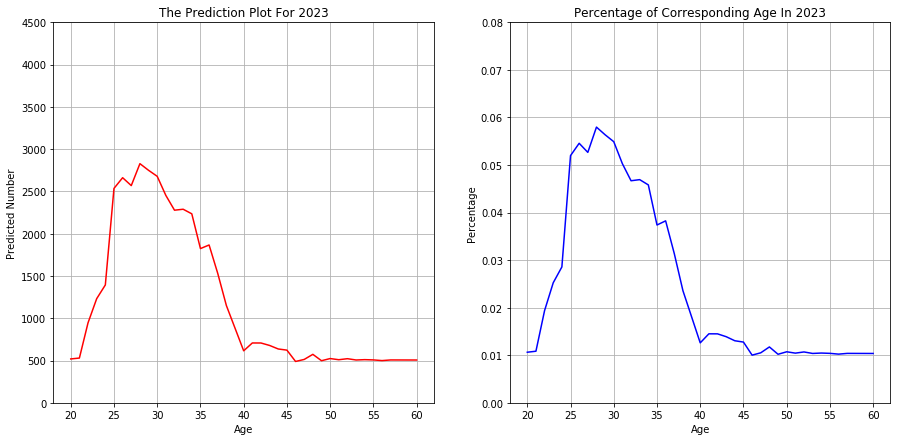 The Prediction Plot For 2023
4500
4000
3500
3000
2500
2000
1500
1000
500
0
Predicted Number
20 25 30 35 40 45 50 55 60
Age
Percentage of Corresponding Age In 2023
0.08
0.07
0.06
0.05
0.04
0.03
0.02
0.01
0.00
Percentage
20 25 30 35 40 45 50 55 60
Age